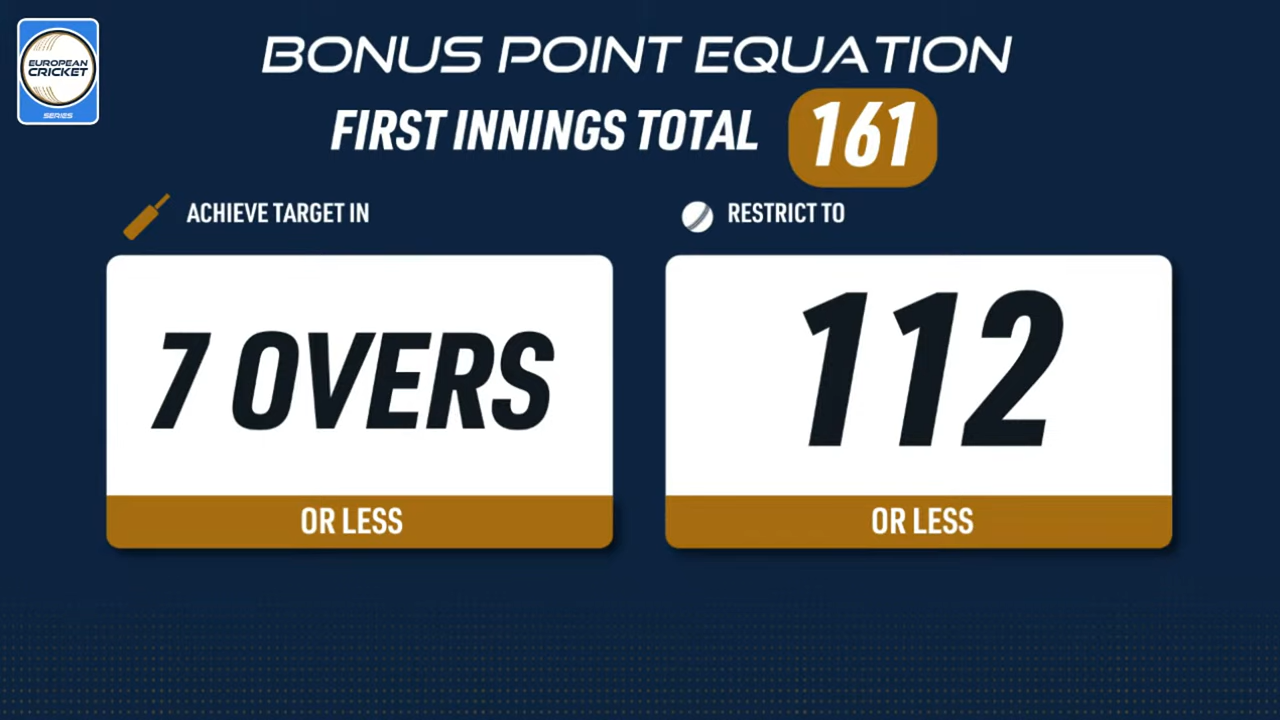 EUROPEAN
CRICKET
SERIES
BONUS POINT EQUATION
FIRST INNINGS TOTAL 161
ACHIEVE TARGET IN
7 OVERS
OR LESS
RESTRICT TO
112
OR LESS